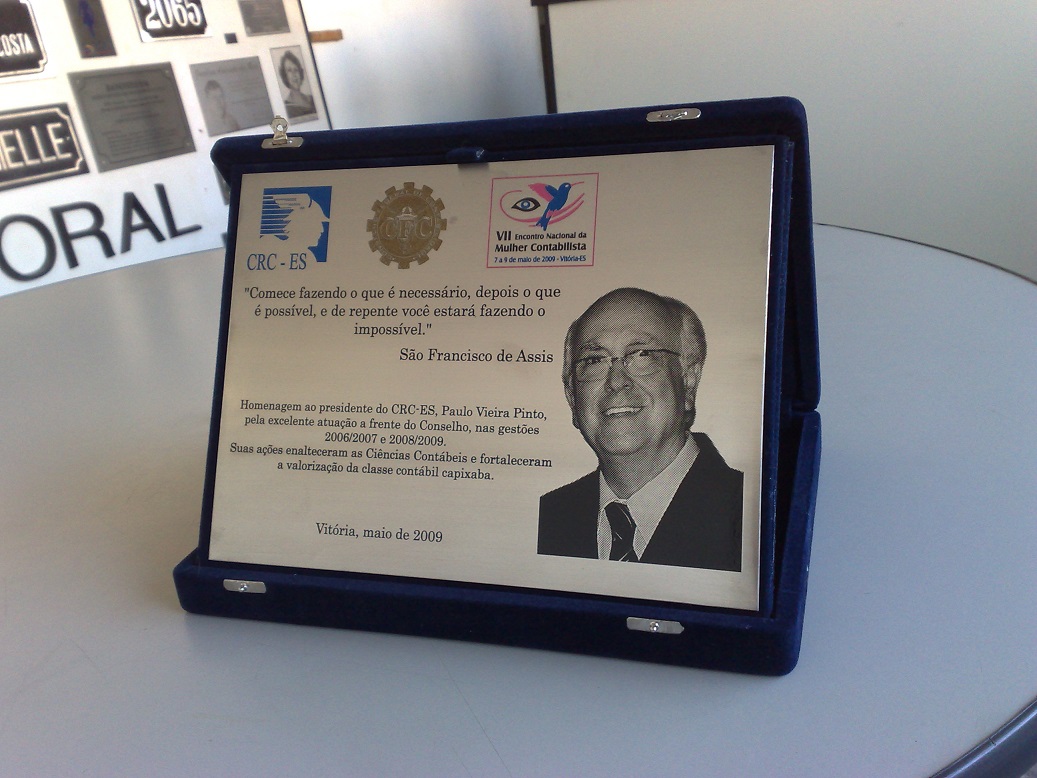 COSTA
2065
IELLE
ORAL
CRC - ES
CFC
VII Encontro Nacional da
Mulher Contabilista
7 a 9 de maio de 2009 - Vitória-ES
"Comece fazendo o que é necessário, depois o que
é possível, e de repente você estará fazendo o
impossível."
São Francisco de Assis
Homenagem ao presidente do CRC-ES, Paulo Vieira Pinto,
pela excelente atuação a frente do Conselho, nas gestões
2006/2007 e 2008/2009.
Suas ações enalteceram as Ciências Contábeis e fortaleceram
a valorização da classe contábil capixaba.
Vitória, maio de 2009